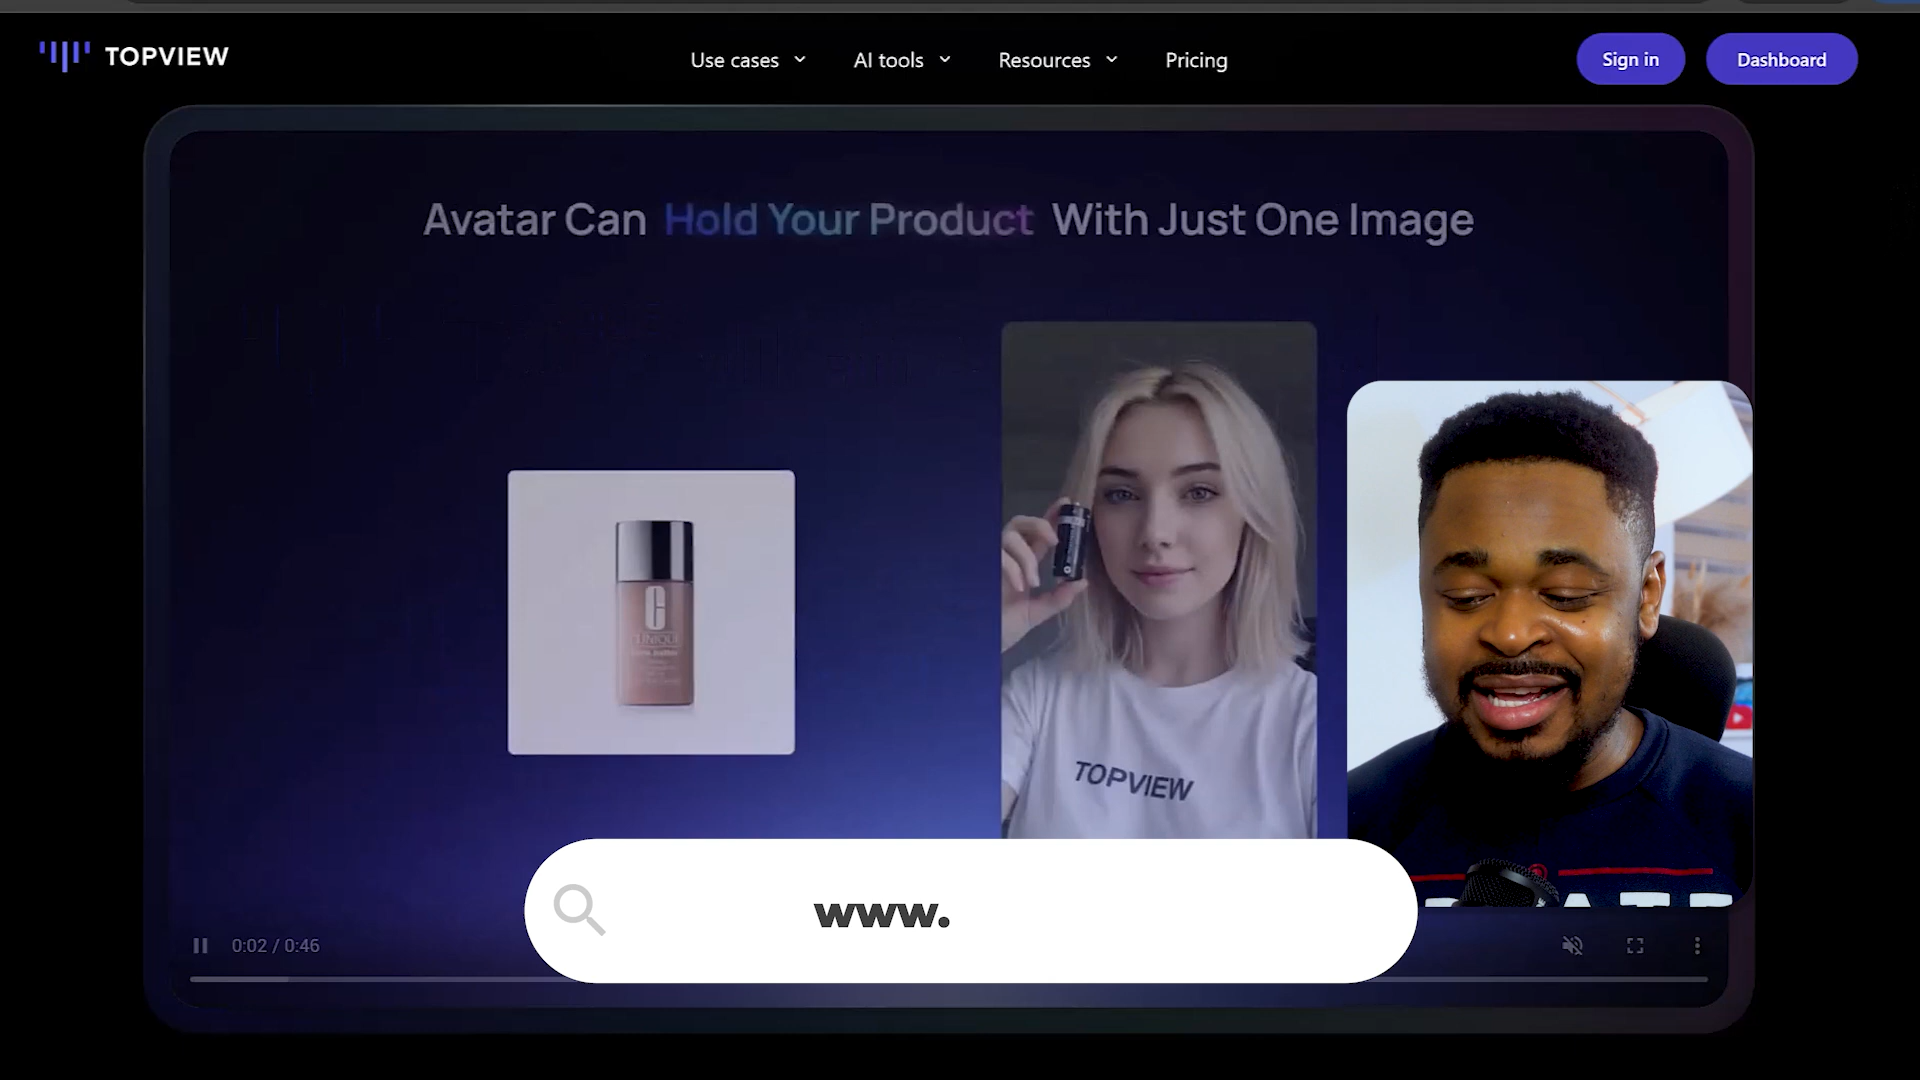 TOPVIEW
Use cases
AI tools
Resources
Pricing
Sign in
Dashboard
Avatar Can Hold Your Product With Just One Image
CLINIQUE
TOPVIEW
www.
0:02 / 0:46